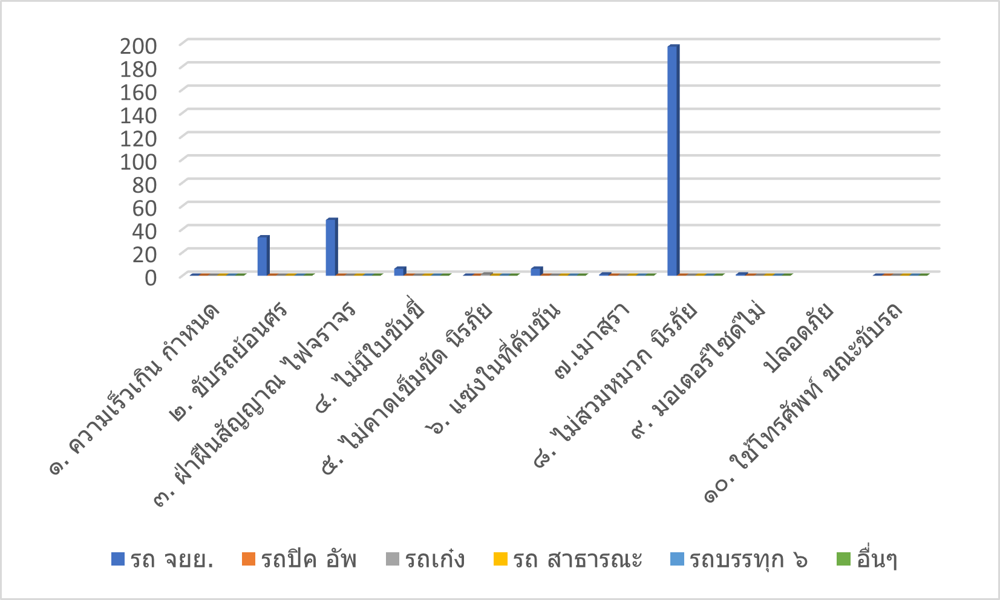 200
180
160
140
120
100
80
60
40
20
0
๑. ความเร็วเกิน กำหนด
๒. ขับรถย้อนศร
๓. ฝ่าฝืนสัญญาณ ไฟจราจร
๔. ไม่มีใบขับขี่
๕. ไม่คาดเข็มขัด นิรภัย
๖. แซงในที่คับขัน
๗.เมาสุรา
๘. ไม่สวมหมวก นิรภัย
๙. มอเตอร์ไซด์ไม่
ปลอดภัย
๑๐. ใช้โทรศัพท์ ขณะขับรถ
รถ จยย. รถปิค อัพ รถเก๋ง รถ สาธารณะ รถบรรทุก ๖ อื่นๆ